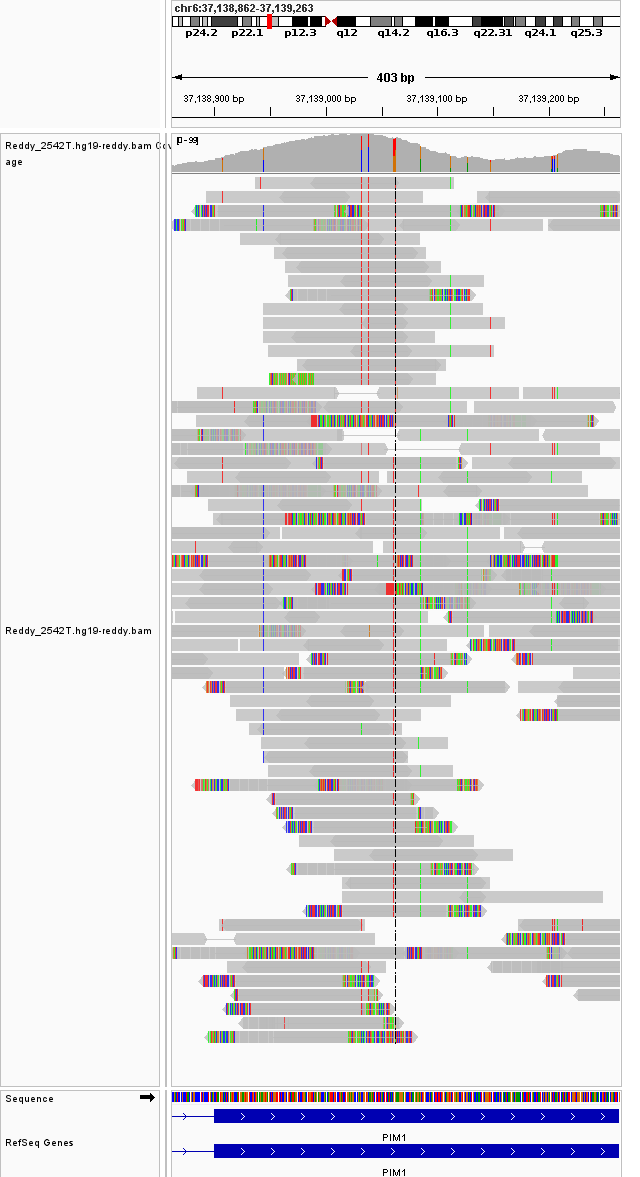 chr6:37,138,862-37,139,263
p24.2 p22.1 p12.3 q12 q14.2 q16.3 q22.31 q24.1 q25.3
403 bp
37,138,900 bp 37,139,000 bp 37,139,100 bp 37,139,200 bp
Reddy_2542T.hg19-reddy.bam Cov
age
[0-99]
Reddy_2542T.hg19-reddy.bam
Sequence
PIM1
RefSeq Genes
PIM1